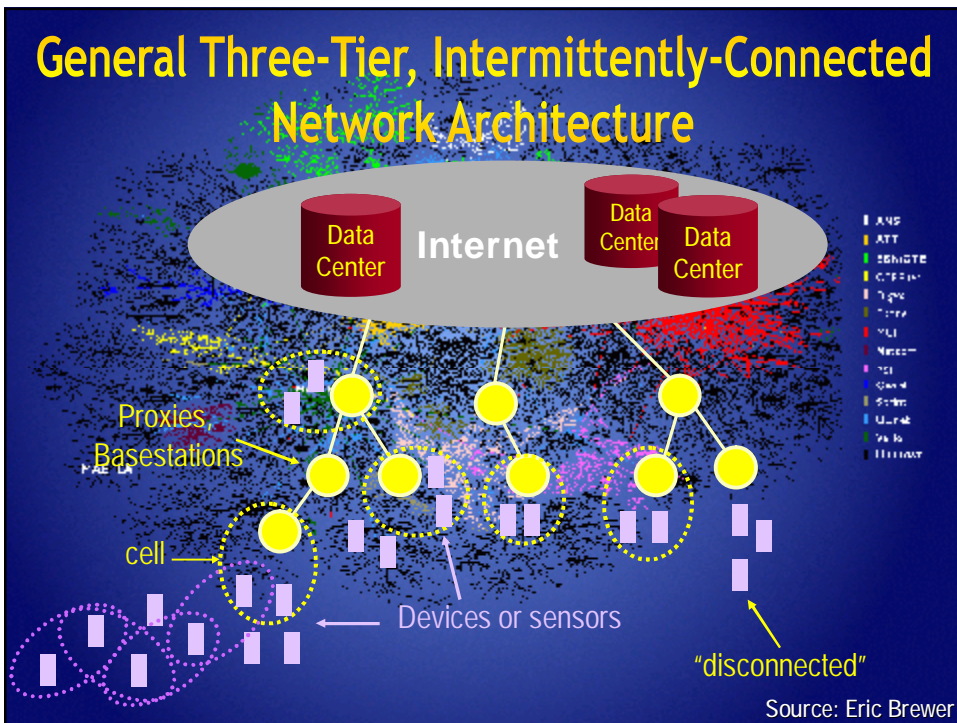 General Three-Tier, Intermittently-Connected
Network Architecture
Data
Center
Internet
Data
Center
Data
Center
ANS
ATT
Proxies,
Basestations
cell
Devices or sensors
"disconnected"
Source: Eric Brewer